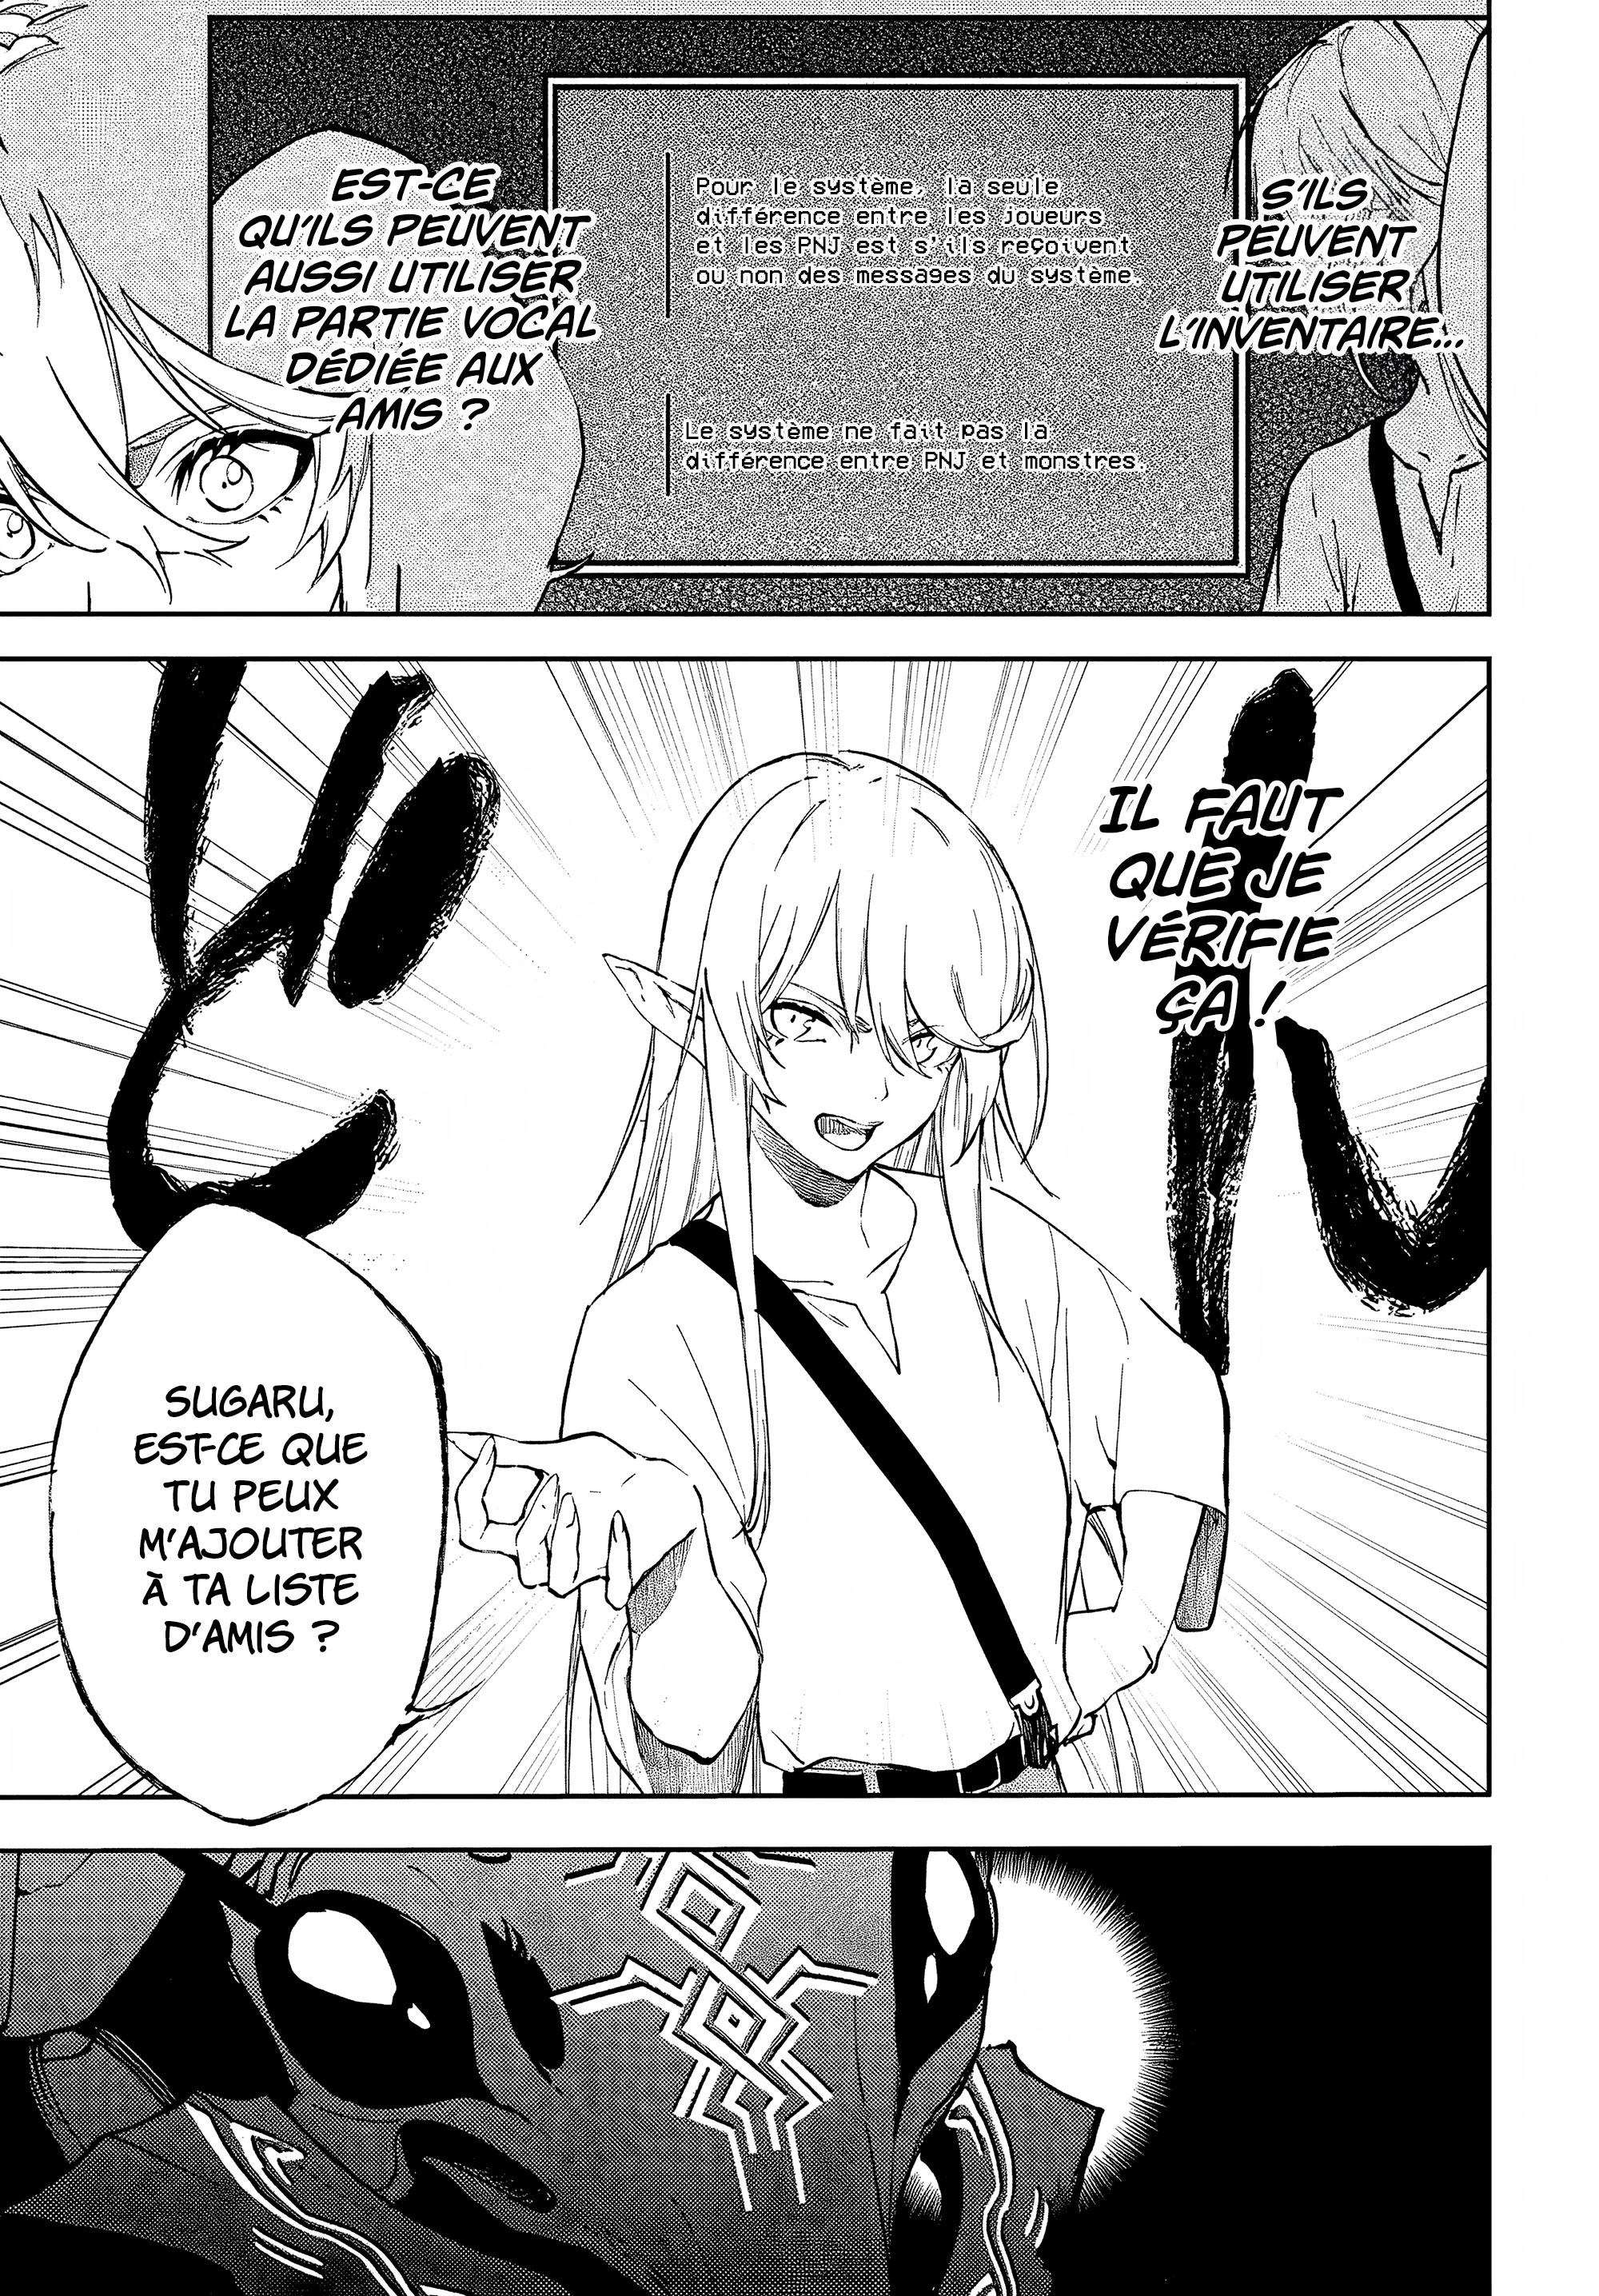 S'ILS
PEUVENT
UTILISER
L'INVENTAIRE...
Pour le système, la seule
différence entre les joueurs
et les PNJ est s'ils reçoivent
ou non des messages du système.
Le système ne fait pas la
différence entre PNJ et monstres.
EST-CE
QU'ILS PEUVENT
AUSSI UTILISER
LA PARTIE VOCAL
DÉDIÉE AUX
AMIS ?
IL FAUT
QUE JE
VÉRIFIE
ÇA !
SUGARU,
EST-CE QUE
TU PEUX
M'AJOUTER
À TA LISTE
D'AMIS ?